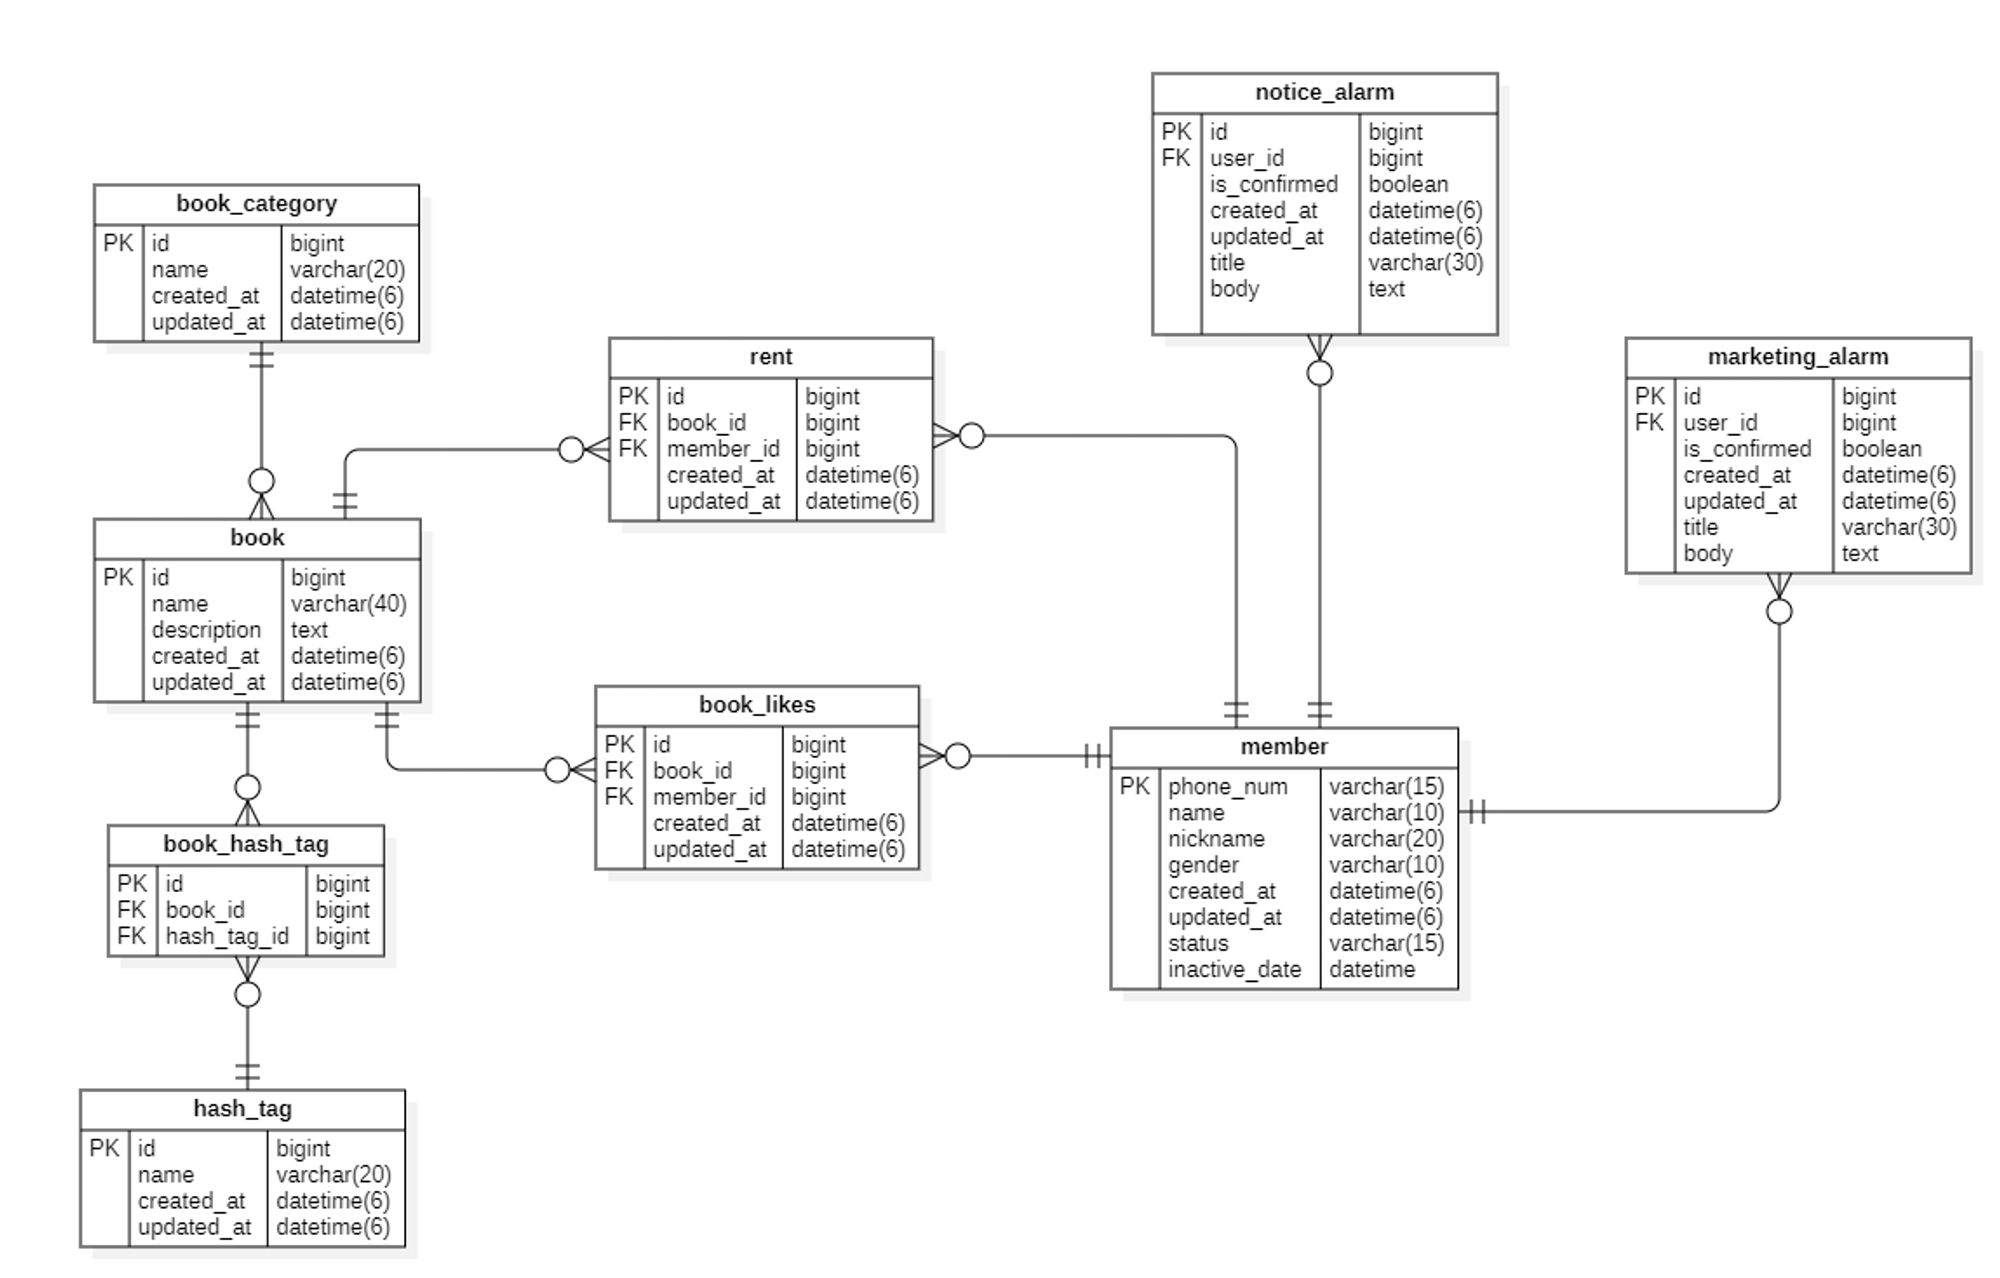 notice_alarm
PK id bigint
FK user_id bigint
is_confirmed boolean
created_at datetime(6)
updated_at datetime(6)
title varchar(30)
body text
book_category
PK id bigint
name varchar(20)
created_at datetime(6)
updated_at datetime(6)
rent
PK id bigint
FK book_id bigint
FK member_id bigint
created_at datetime(6)
updated_at datetime(6)
marketing_alarm
PK id bigint
FK user_id bigint
is_confirmed boolean
created_at datetime(6)
updated_at datetime(6)
title varchar(30)
body text
book
PK id bigint
name varchar(40)
description text
created_at datetime(6)
updated_at datetime(6)
book_likes
PK id bigint
FK book_id bigint
FK member_id bigint
created_at datetime(6)
updated_at datetime(6)
member
PK phone_num varchar(15)
name varchar(10)
nickname varchar(20)
gender varchar(10)
created_at datetime(6)
updated_at datetime(6)
status varchar(15)
inactive_date datetime
book_hash_tag
PK id bigint
FK book_id bigint
FK hash_tag_id bigint
hash_tag
PK id bigint
name varchar(20)
created_at datetime(6)
updated_at datetime(6)